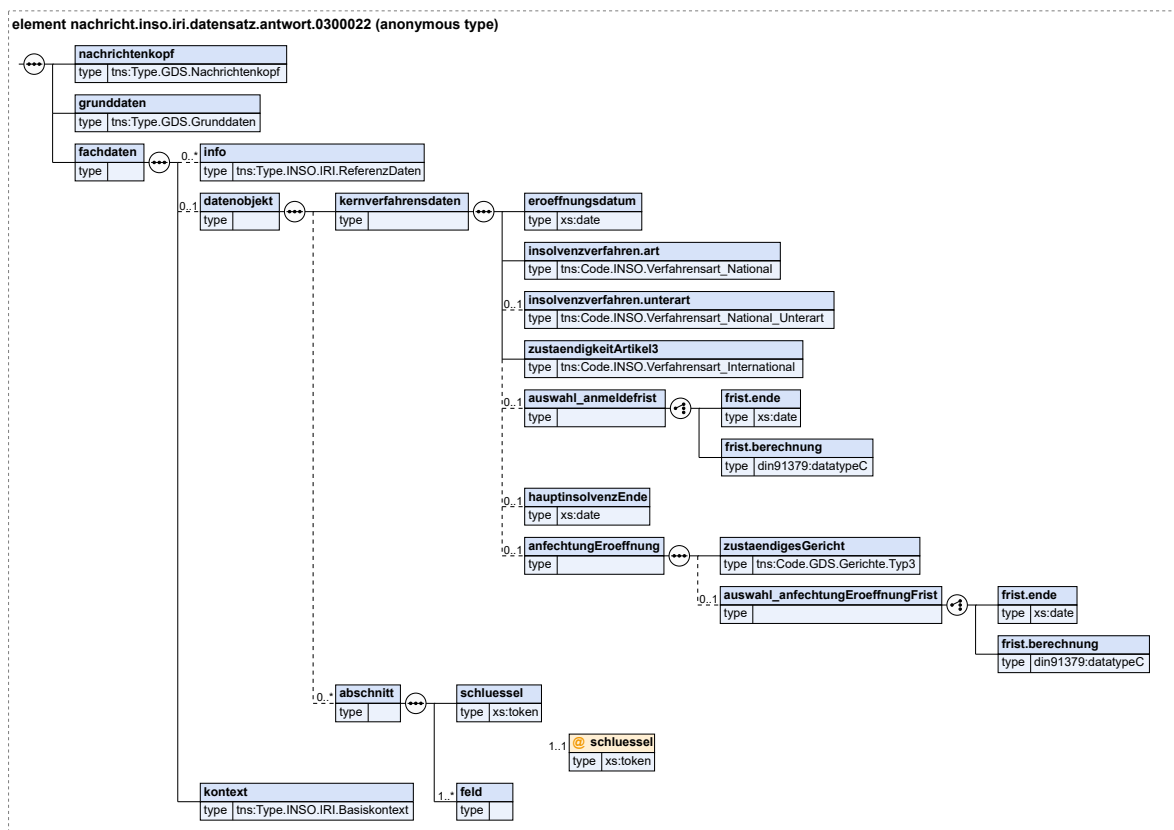 element nachricht.inso.iri.datensatz.antwort.0300022 (anonymous type)
nachrichtenkopf
type tns:Type.GDS.Nachrichtenkopf
grunddaten
type tns:Type.GDS.Grunddaten
fachdaten
type
0..* info
type tns:Type.INSO.IRI.ReferenzDaten
0..1 datenobjekt
type
kernverfahrensdaten
type
eroeffnungsdatum
type xs:date
insolvenzverfahren.art
type tns:Code.INSO.Verfahrensart_National
0..1 insolvenzverfahren.unterart
type tns:Code.INSO.Verfahrensart_National_Unterart
zustaendigkeitArtikel3
type tns:Code.INSO.Verfahrensart_International
0..1 auswahl_anmeldefrist
type
frist.ende
type xs:date
frist.berechnung
type din91379:datatypeC
0..1 hauptinsolvenzEnde
type xs:date
0..1 anfechtungEroeffnung
type
zustaendigesGericht
type tns:Code.GDS.Gerichte.Typ3
0..1 auswahl_anfechtungEroeffnungFrist
type
frist.ende
type xs:date
frist.berechnung
type din91379:datatypeC
0..* abschnitt
type
schluessel
type xs:token
1..1 @ schluessel
type xs:token
1..* feld
type
kontext
type tns:Type.INSO.IRI.Basiskontext